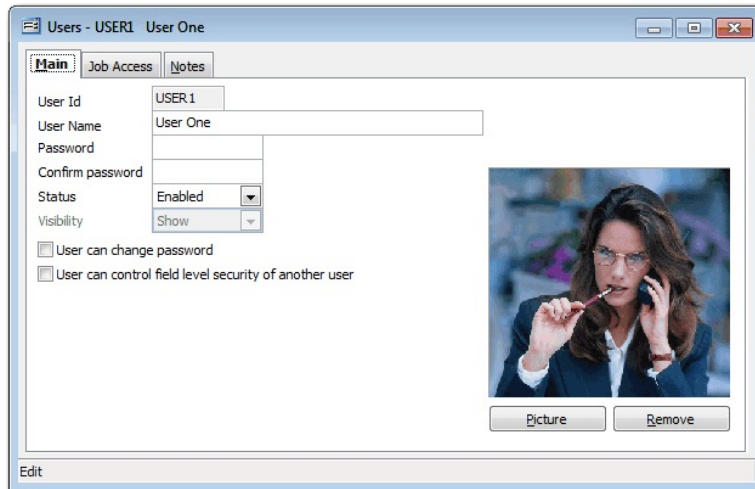 Users - USER1 User One
Main Job Access Notes
User Id USER1
User Name User One
Password
Confirm password
Status Enabled
Visibility Show
User can change password
User can control field level security of another user
Picture Remove
Edit